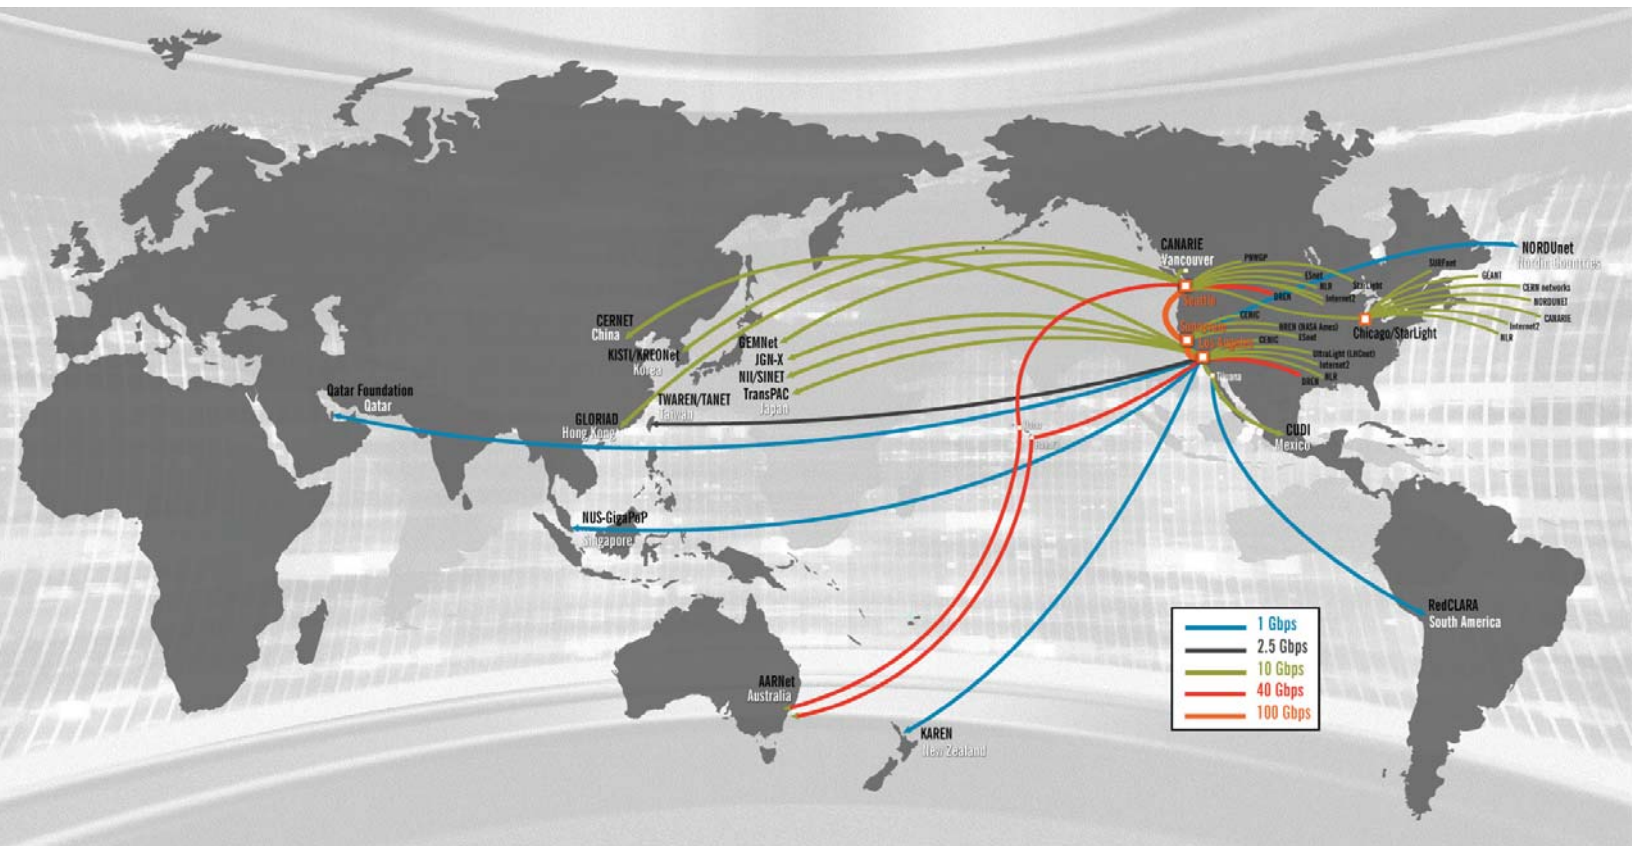 CANARIE
Vancouver
NORDUnet
Nordic Countries
PNWGP
SURFnet
ESnet
GÉANT
NLR
StarLight
CERN networks
DREN
Internet2
NORDUNET
Seattle
CENIC
CANARIE
CERNET
China
Sunnyvale
NREN (NASA Ames)
Internet2
Chicago/StarLight
ESnet
NLR
GEMNet
Los Angeles
CENIC
KISTI/KREONet
Korea
JGN-X
UltraLight (LHCnet)
Internet2
NII/SINET
Tijuana
NLR
DREN
Qatar Foundation
Qatar
TransPAC
Japan
TWAREN/TANET
Taiwan
GLORIAD
Hong Kong
CUDI
Mexico
NUS-GigaPoP
Singapore
RedCLARA
South America
1 Gbps
2.5 Gbps
10 Gbps
40 Gbps
100 Gbps
AARNet
Australia
KAREN
New Zealand